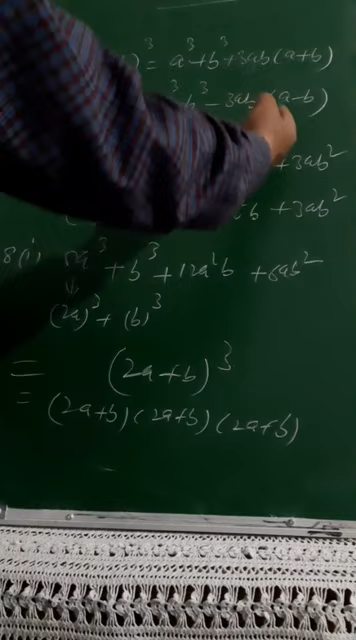 )³ = a³+b³+3ab(a+b)
³ b³ - 3ab (a-b)
+ 3ab²
b + 3ab²
8(i) 8a³ + b³ + 12a²b + 6ab²
(2a)³ + (b)³
= (2a+b)³
= (2a+b)(2a+b)(2a+b)